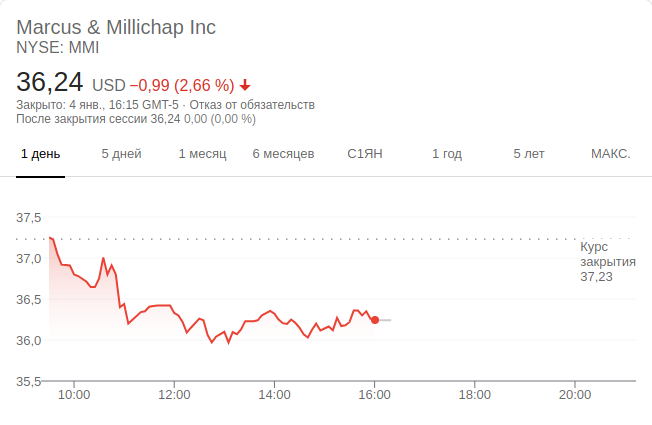 Marcus & Millichap Inc
NYSE: MMI
36,24 USD −0,99 (2,66 %)
Закрыто: 4 янв., 16:15 GMT-5 · Отказ от обязательств
После закрытия сессии 36,24 0,00 (0,00 %)
1 день 5 дней 1 месяц 6 месяцев С1ЯН 1 год 5 лет МАКС.
37,5
Курс
закрытия
37,23
37,0
36,5
36,0
35,5
10:00 12:00 14:00 16:00 18:00 20:00